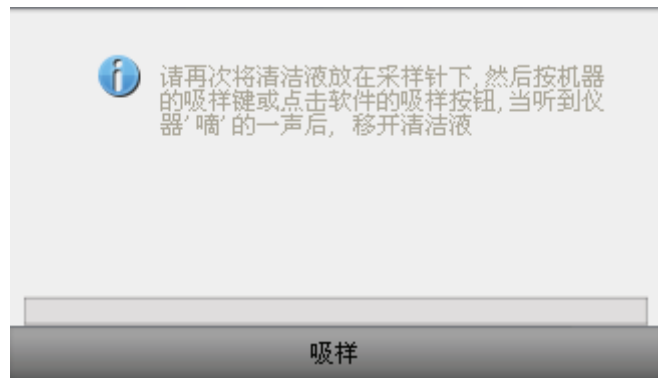 请再次将清洁液放在采样针下,然后按机器
的吸样键或点击软件的吸样按钮,当听到仪
器'嘀'的一声后, 移开清洁液
吸样